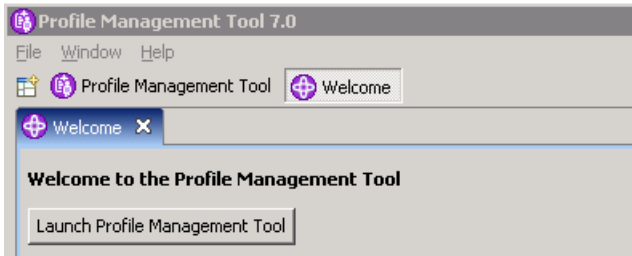 Profile Management Tool 7.0
File Window Help
Profile Management Tool Welcome
Welcome
Welcome to the Profile Management Tool
Launch Profile Management Tool